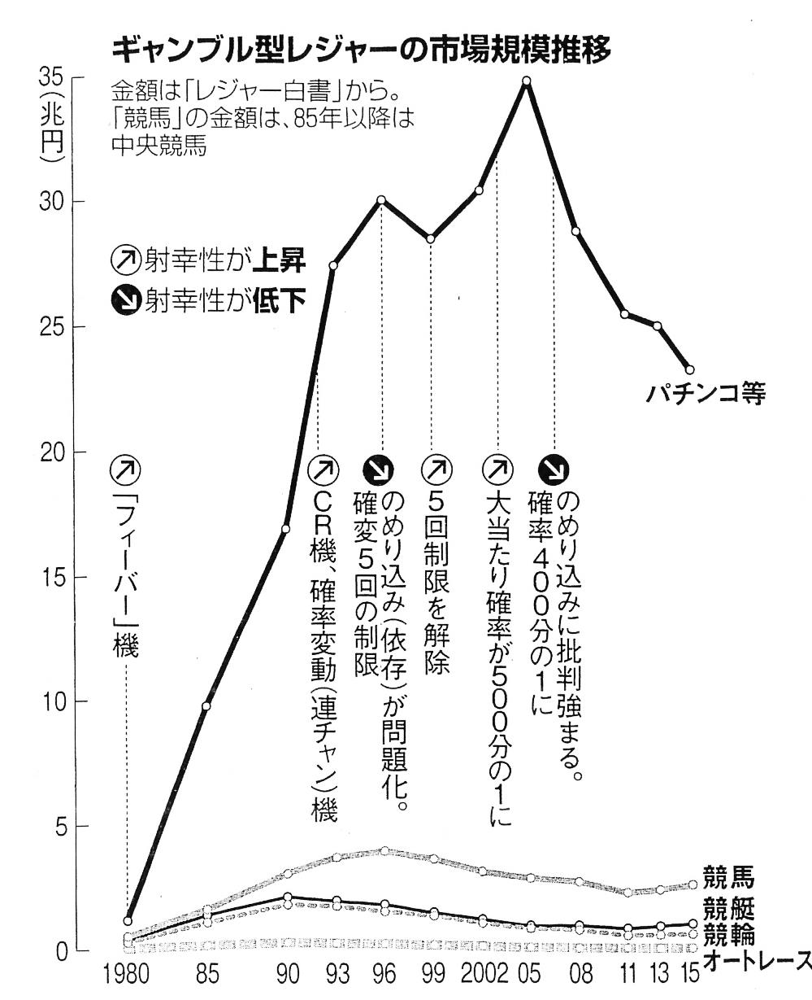 ギャンブル型レジャーの市場規模推移
金額は「レジャー白書」から。
「競馬」の金額は、85年以降は
中央競馬
35(兆円)
30
25
20
15
10
5
0
射幸性が上昇
射幸性が低下
「フィーバー」機
CR機、確率変動(連チャン)機
のめり込み(依存)が問題化。
確変5回の制限
5回制限を解除
大当たり確率が500分の1に
のめり込みに批判強まる。
確率400分の1に
パチンコ等
競馬
競艇
競輪
オートレース
1980 85 90 93 96 99 2002 05 08 11 13 15